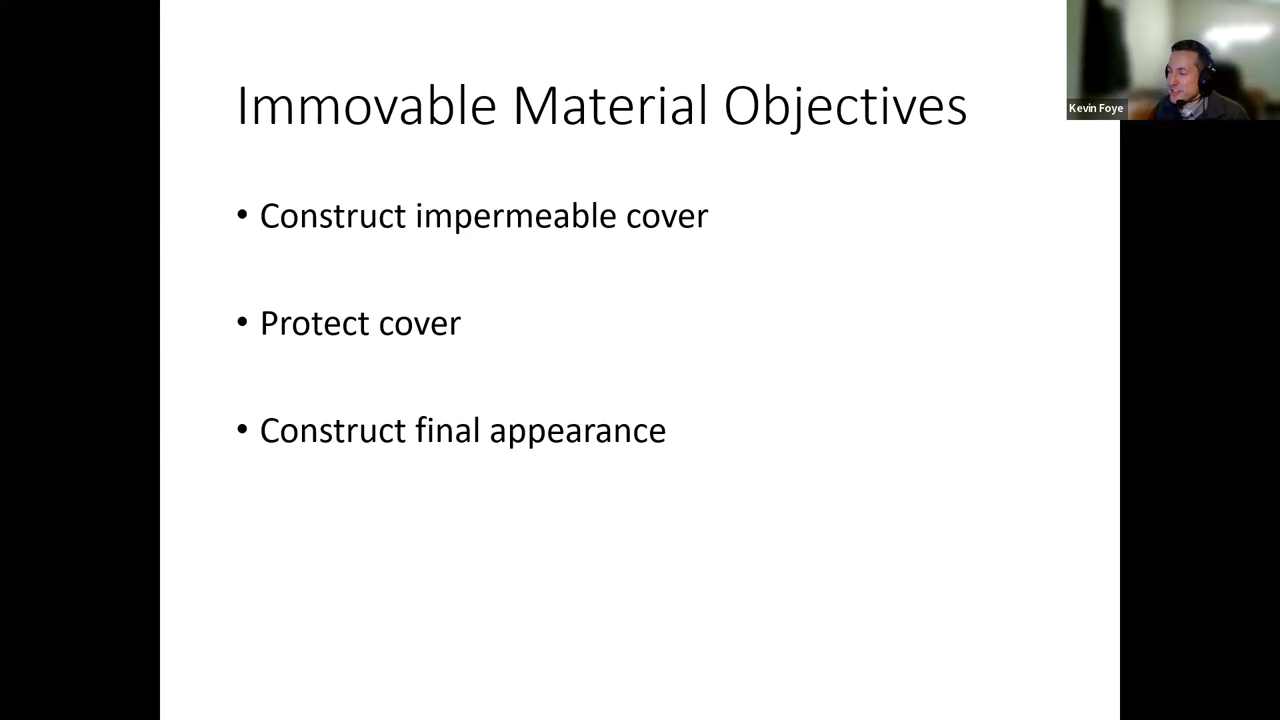 Immovable Material Objectives
Kevin Foye
• Construct impermeable cover
• Protect cover
• Construct final appearance